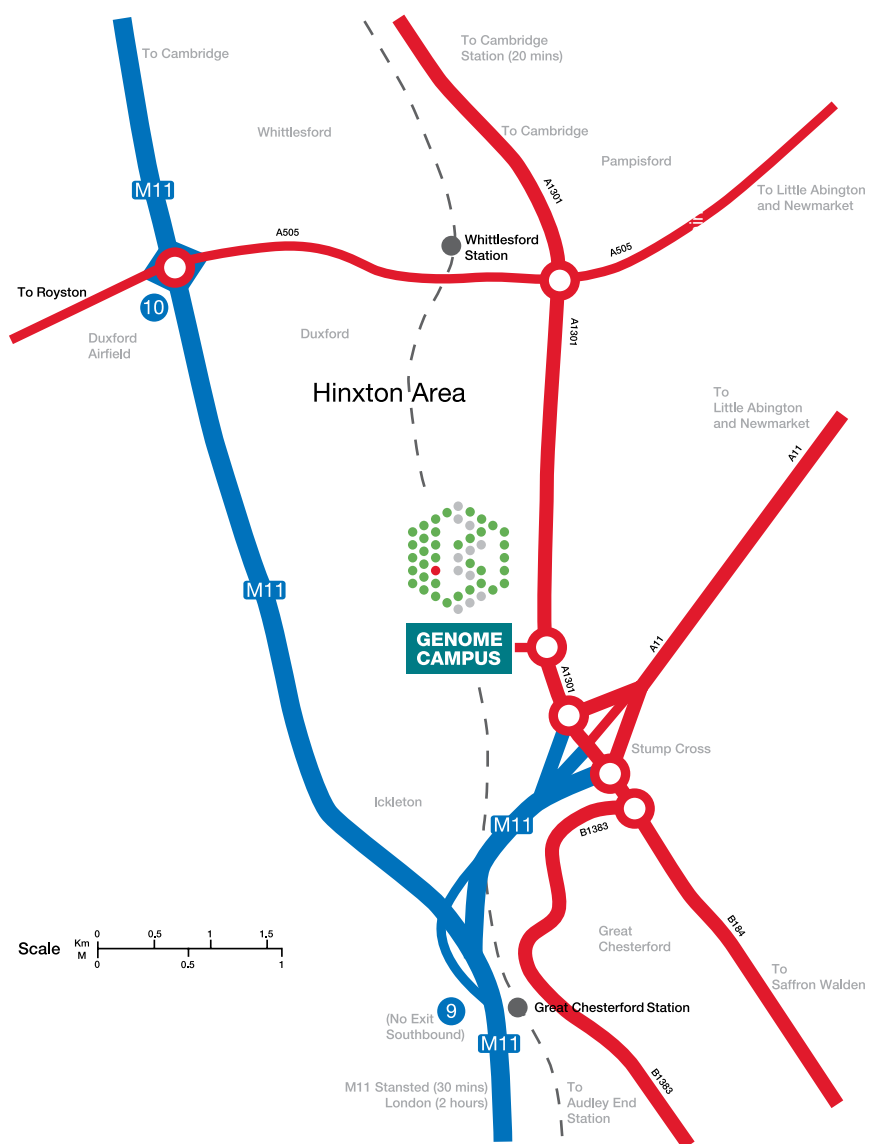 To Cambridge
To Cambridge
Station (20 mins)
Whittlesford
To Cambridge
Pampisford
M11
A1301
To Little Abington
and Newmarket
A505
Whittlesford
Station
A505
To Royston
10
Duxford
Airfield
Duxford
A1301
Hinxton Area
To
Little Abington
and Newmarket
A11
M11
GENOME
CAMPUS
A11
A1301
Stump Cross
Ickleton
M11
B1383
B184
Great
Chesterford
Scale
Km
0
0.5
1
1.5
M
0
0.5
1
To
Saffron Walden
9
(No Exit
Southbound)
Great Chesterford Station
M11
B1383
M11 Stansted (30 mins)
London (2 hours)
To
Audley End
Station